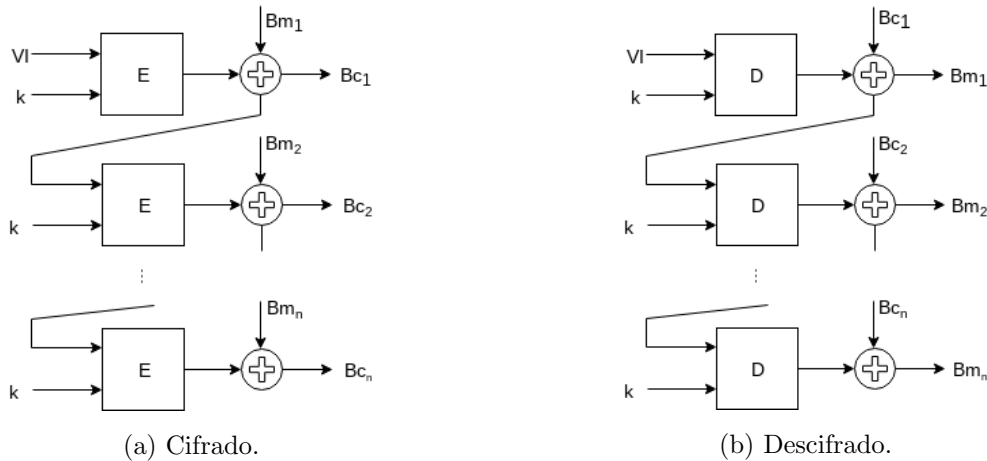 Bm1
VI
E
Bc1
k
Bm2
E
Bc2
k
Bmn
E
Bcn
k
(a) Cifrado.
Bc1
VI
D
Bm1
k
Bc2
D
Bm2
k
Bcn
D
Bmn
k
(b) Descifrado.